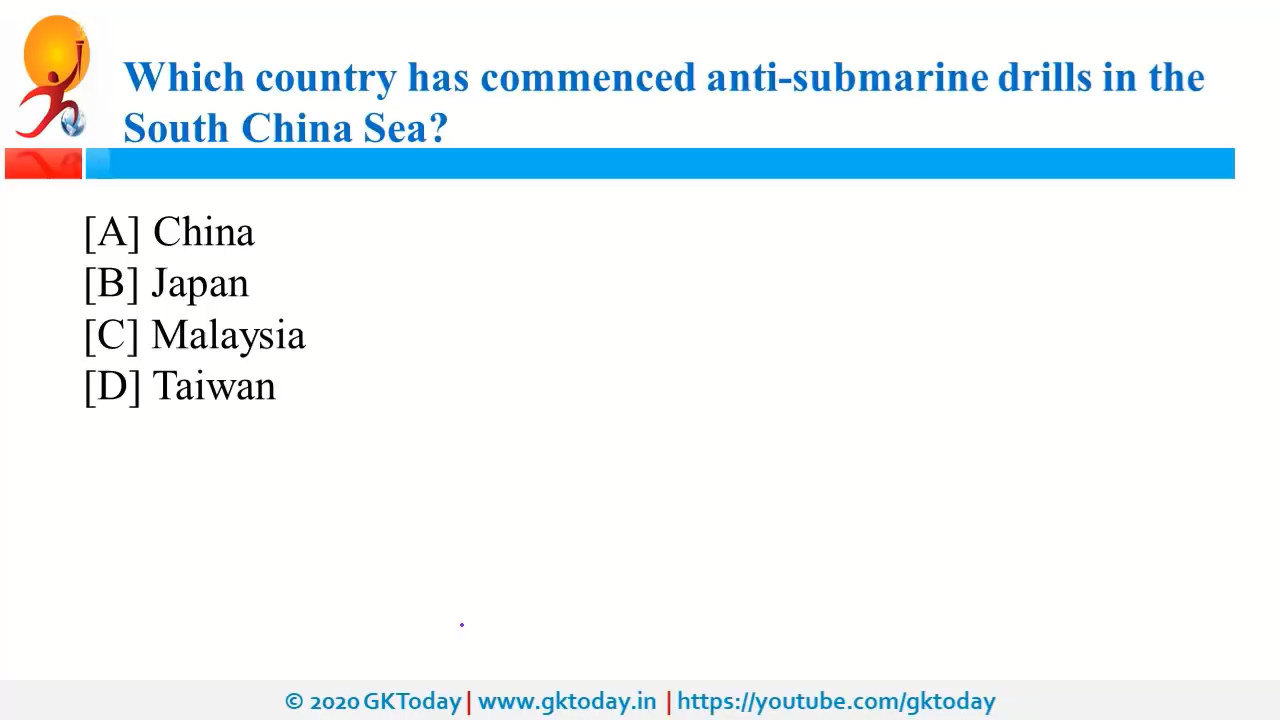 Which country has commenced anti-submarine drills in the
South China Sea?
[A] China
[B] Japan
[C] Malaysia
[D] Taiwan
© 2020 GKToday | www.gktoday.in | https://youtube.com/gktoday